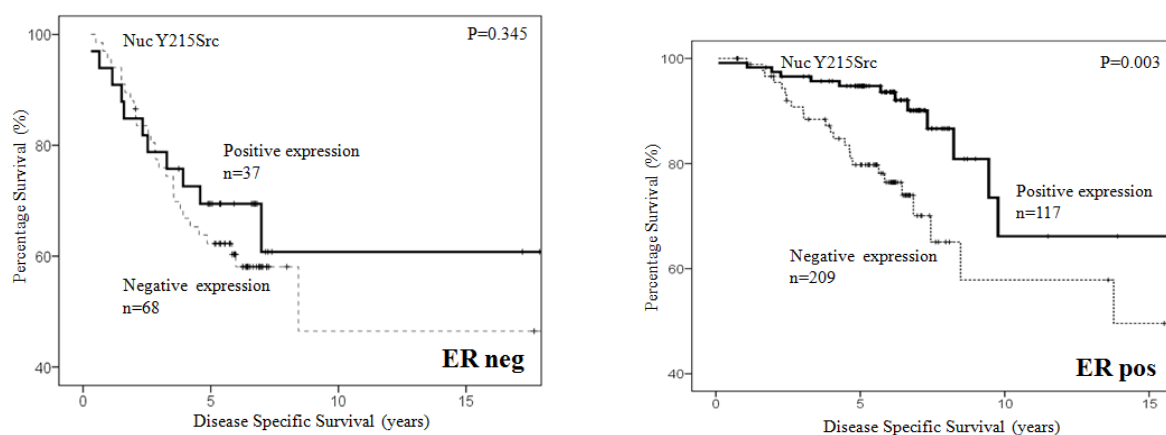 100
80
60
40
Percentage Survival (%)
Nuc Y215Src
P=0.345
Positive expression
n=37
Negative expression
n=68
ER neg
0 5 10 15
Disease Specific Survival (years)
100
80
60
40
Percentage Survival (%)
Nuc Y215Src
P=0.003
Positive expression
n=117
Negative expression
n=209
ER pos
0 5 10 15
Disease Specific Survival (years)